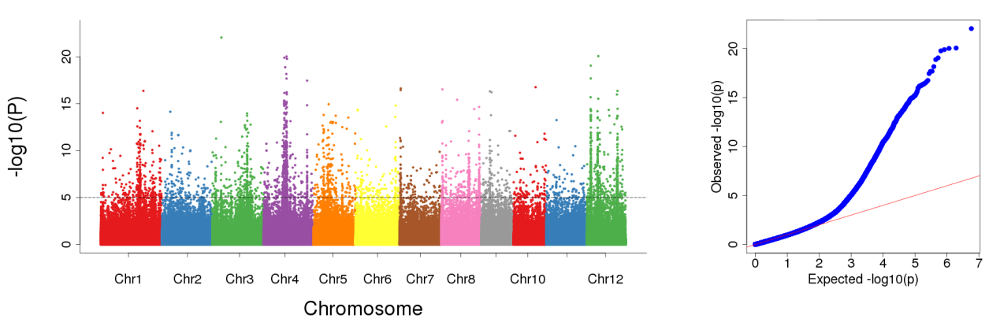 -log10(P)
20
15
10
5
0
Chr1 Chr2 Chr3 Chr4 Chr5 Chr6 Chr7 Chr8 Chr10 Chr12
Chromosome
Observed -log10(p)
20
15
10
5
0
0 1 2 3 4 5 6 7
Expected -log10(p)